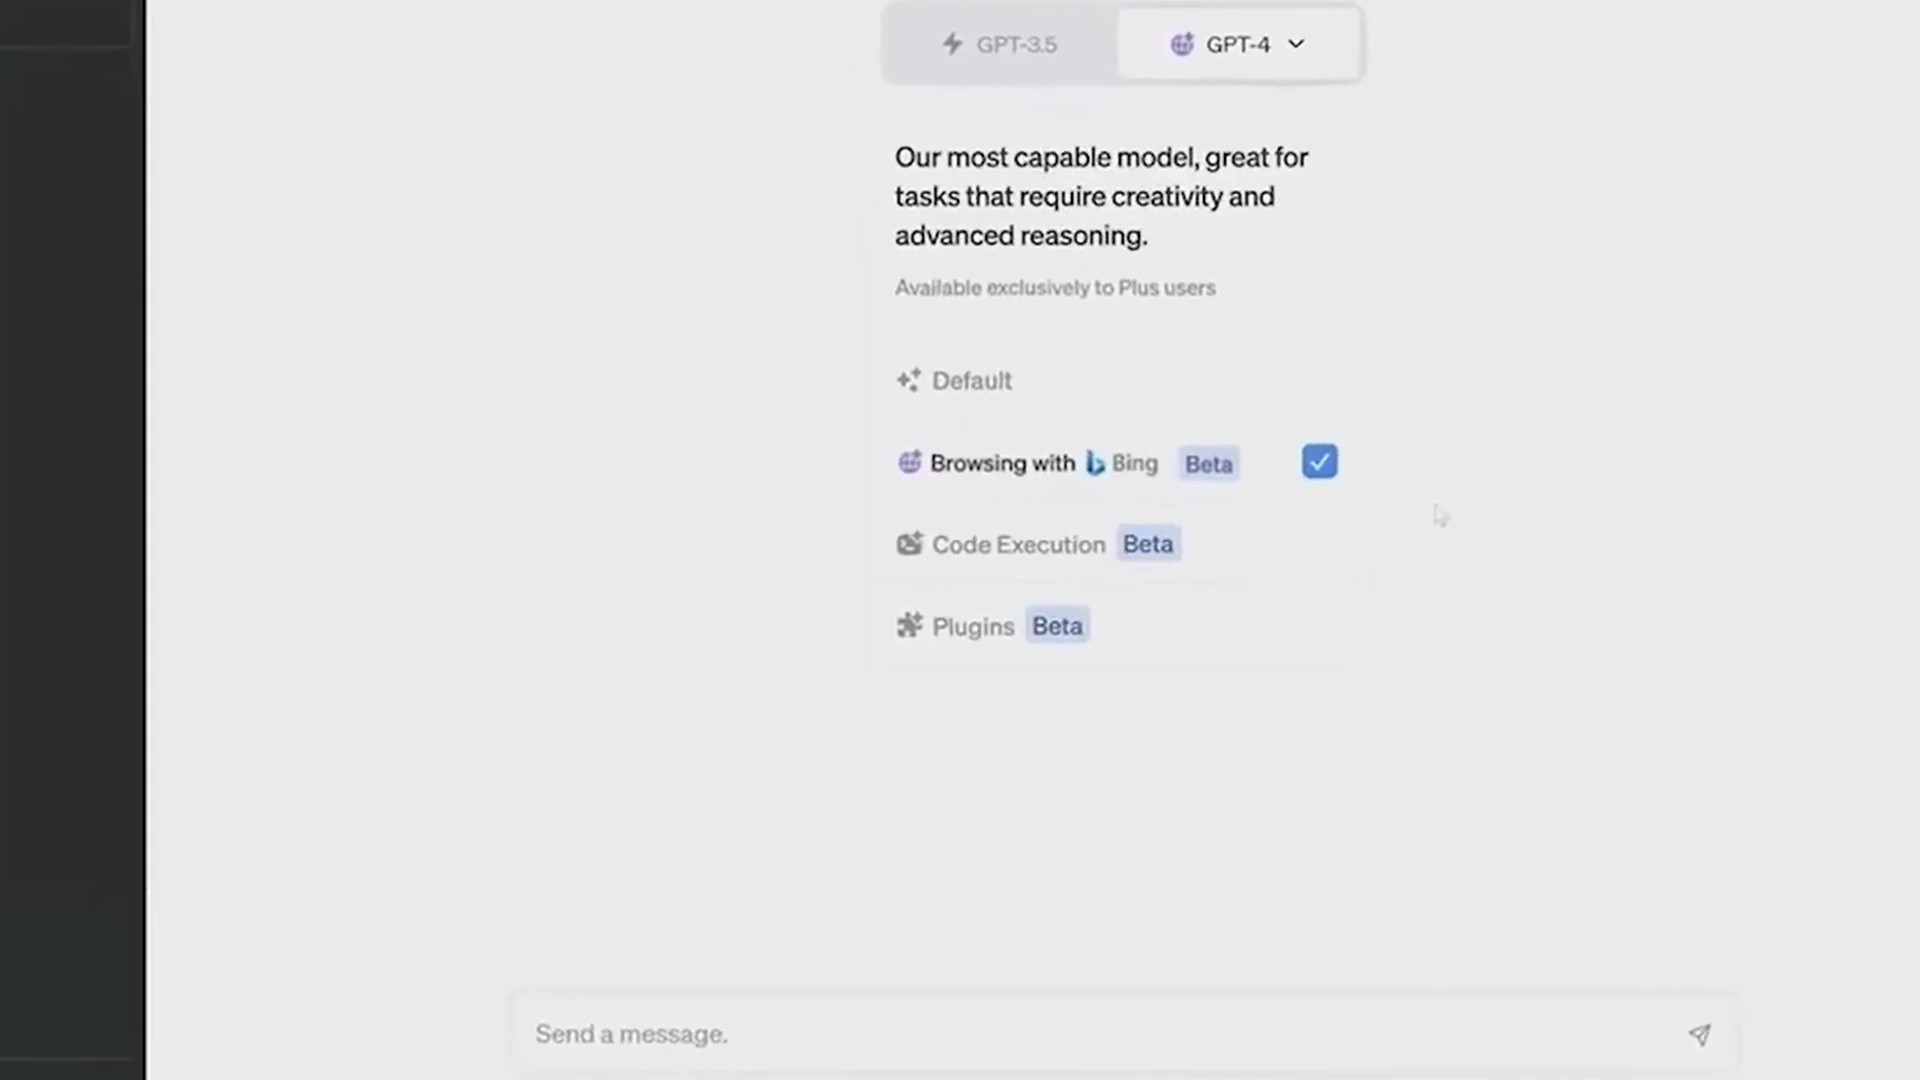 GPT-3.5
GPT-4
Our most capable model, great for
tasks that require creativity and
advanced reasoning.
Available exclusively to Plus users
Default
Browsing with Bing Beta
Code Execution Beta
Plugins Beta
Send a message.